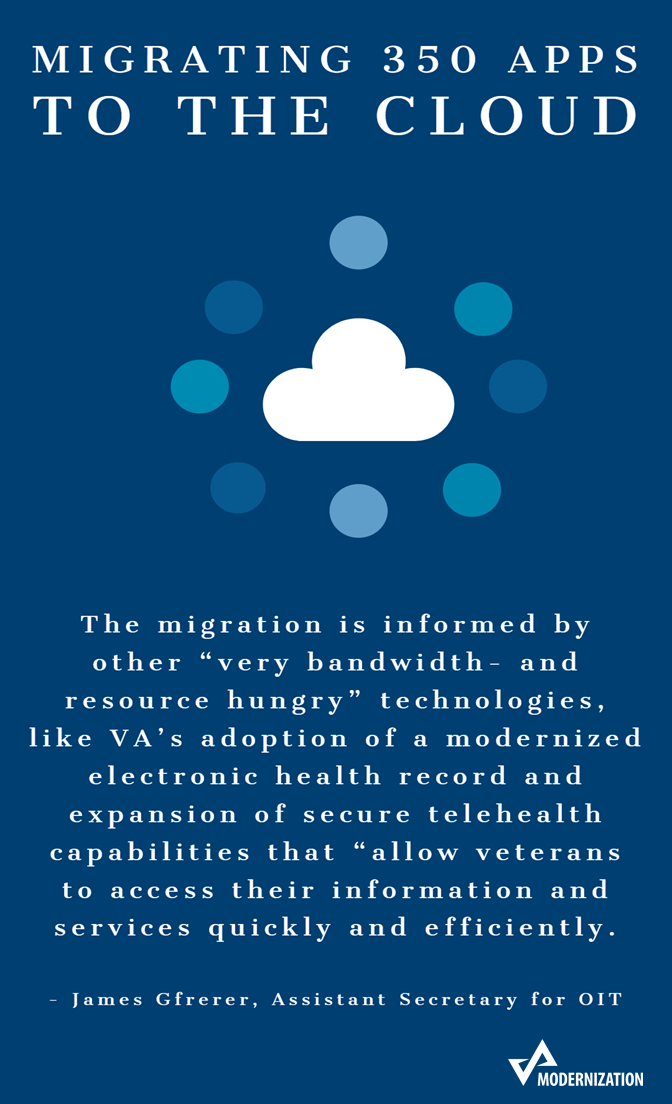 MIGRATING 350 APPS
TO THE CLOUD
The migration is informed by
other “very bandwidth- and
resource hungry” technologies,
like VA’s adoption of a modernized
electronic health record and
expansion of secure telehealth
capabilities that “allow veterans
to access their information and
services quickly and efficiently.
- James Gfrerer, Assistant Secretary for OIT
VA MODERNIZATION